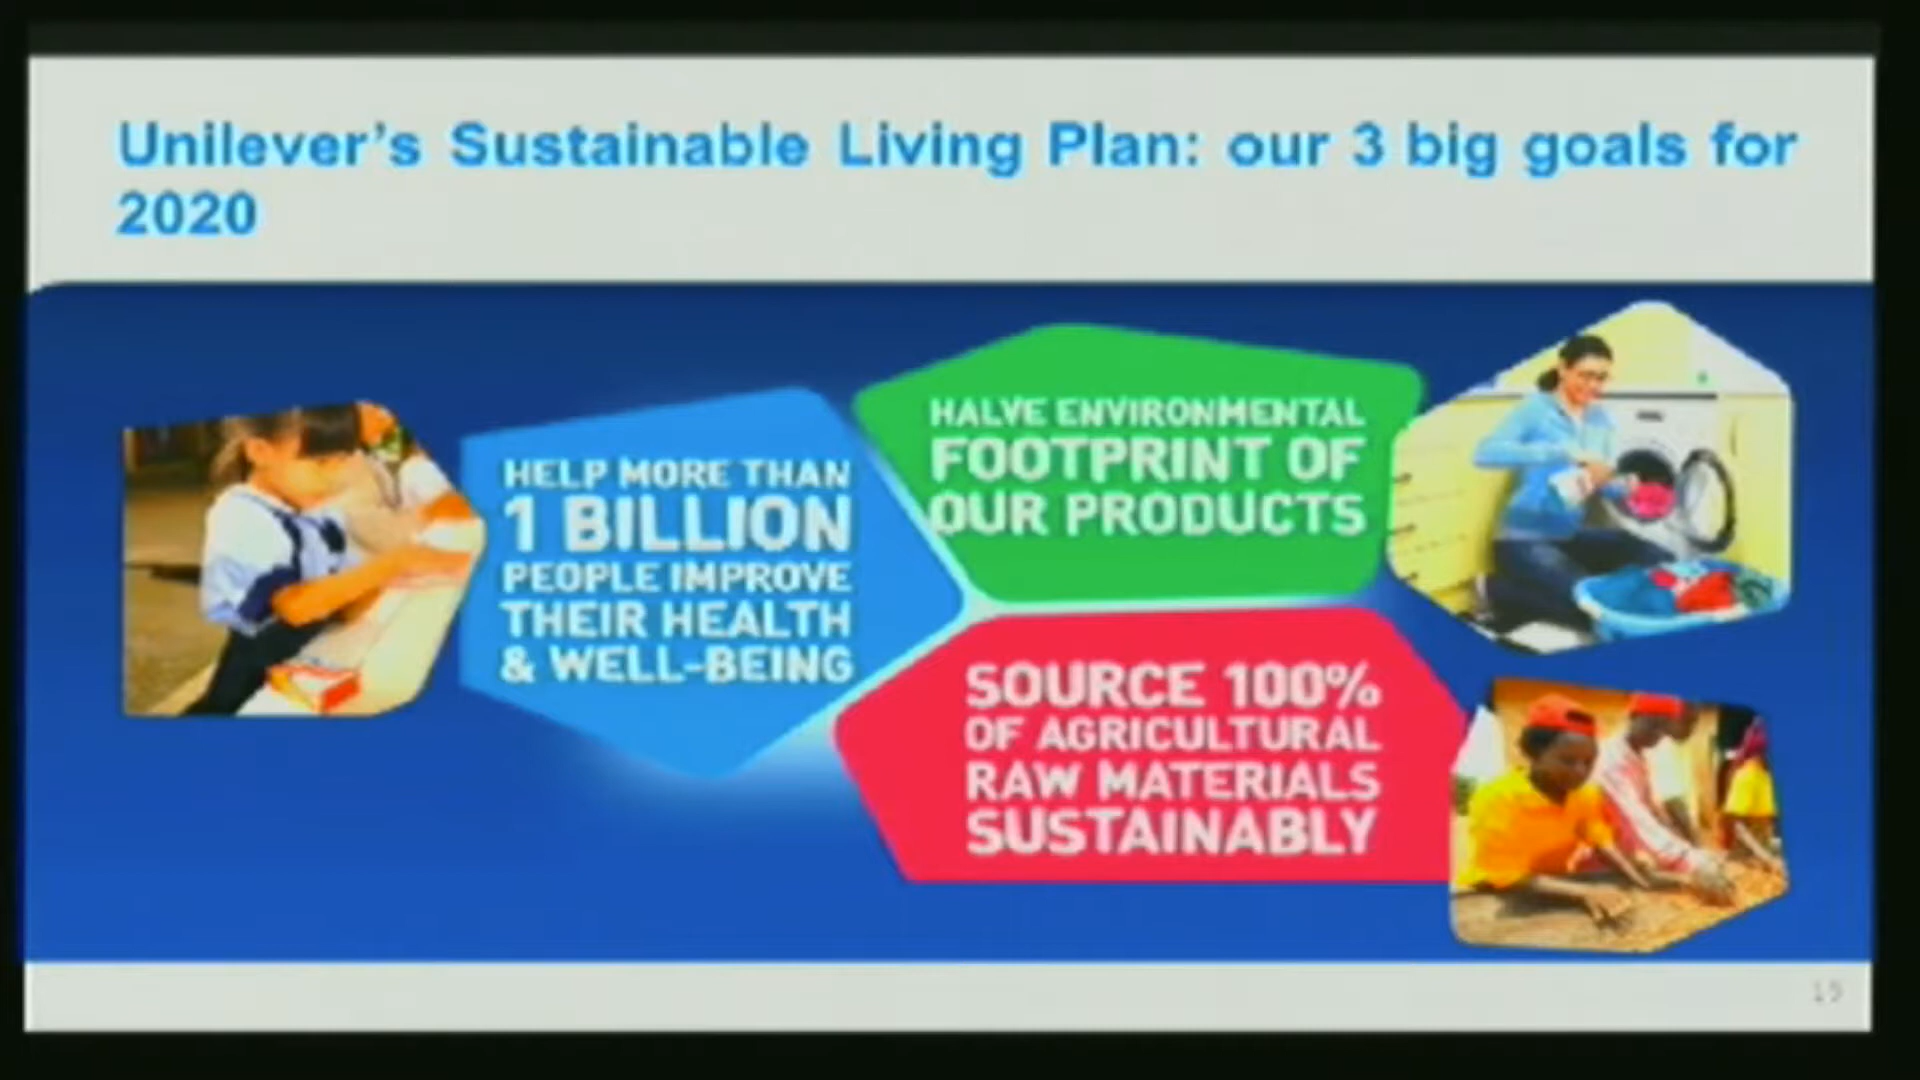 Unilever's Sustainable Living Plan: our 3 big goals for
2020
HELP MORE THAN
1 BILLION
PEOPLE IMPROVE
THEIR HEALTH
& WELL-BEING
HALVE ENVIRONMENTAL
FOOTPRINT OF
OUR PRODUCTS
SOURCE 100%
OF AGRICULTURAL
RAW MATERIALS
SUSTAINABLY